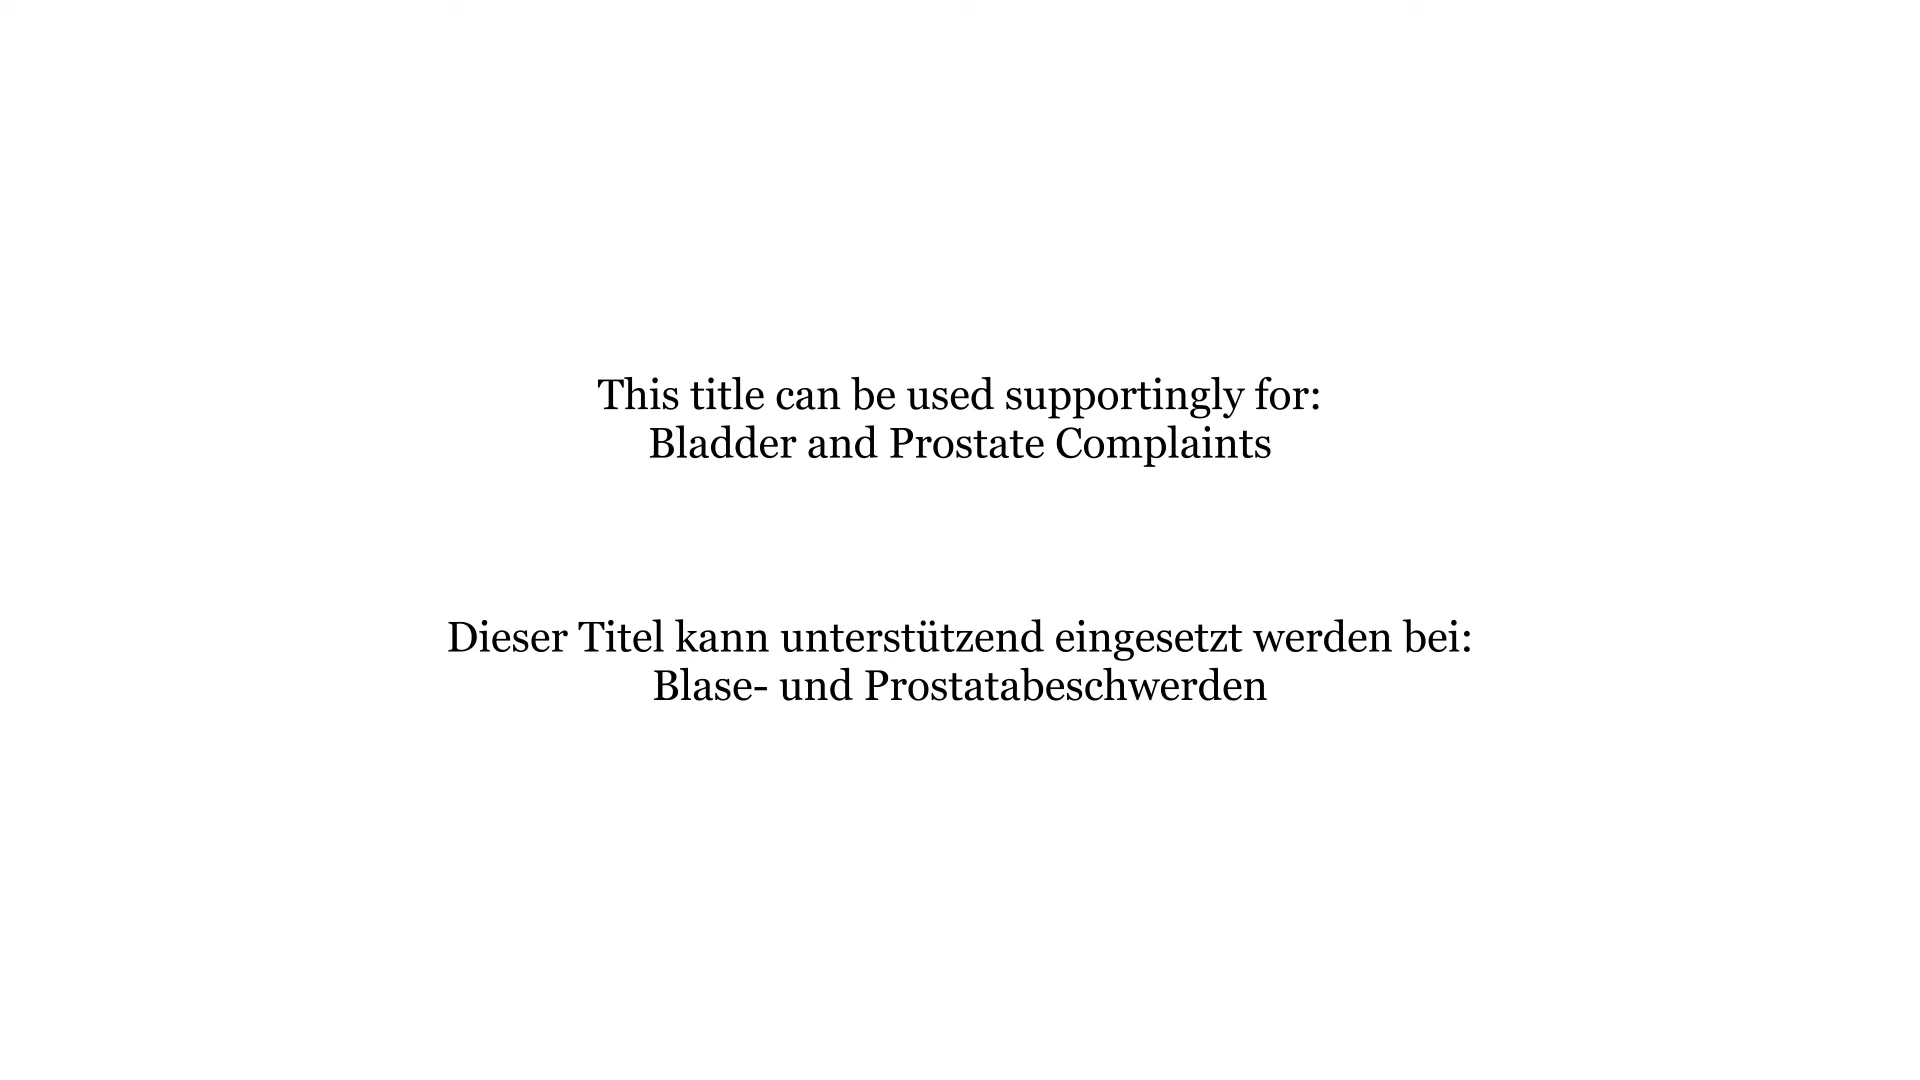 This title can be used supportingly for:
Bladder and Prostate Complaints
Dieser Titel kann unterstützend eingesetzt werden bei:
Blase- und Prostatabeschwerden